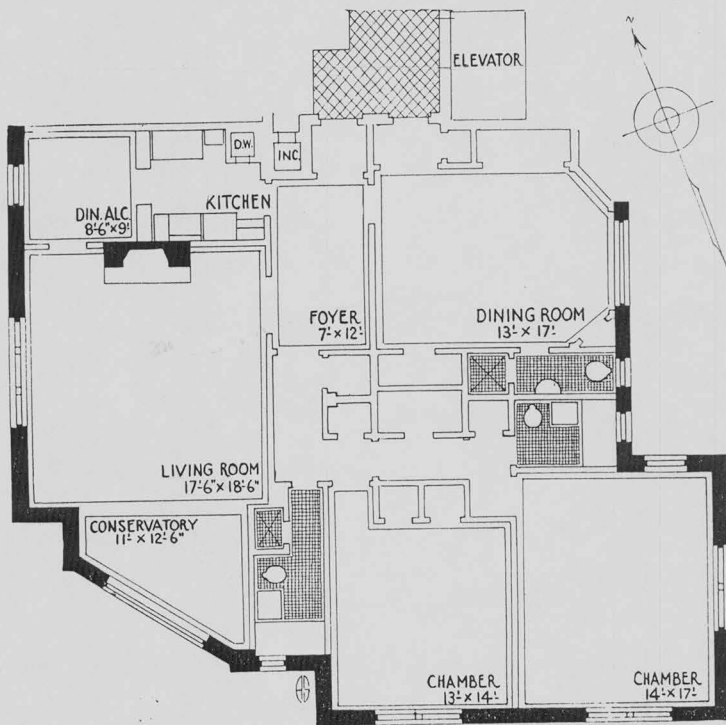 ELEVATOR
N
D.W.
INC.
KITCHEN
DIN. ALC.
8'-6" x 9'
FOYER
7' x 12'
DINING ROOM
13' x 17'
LIVING ROOM
17'-6" x 18'-6"
CONSERVATORY
11' x 12'-6"
CHAMBER
13' x 14'
CHAMBER
14' x 17'